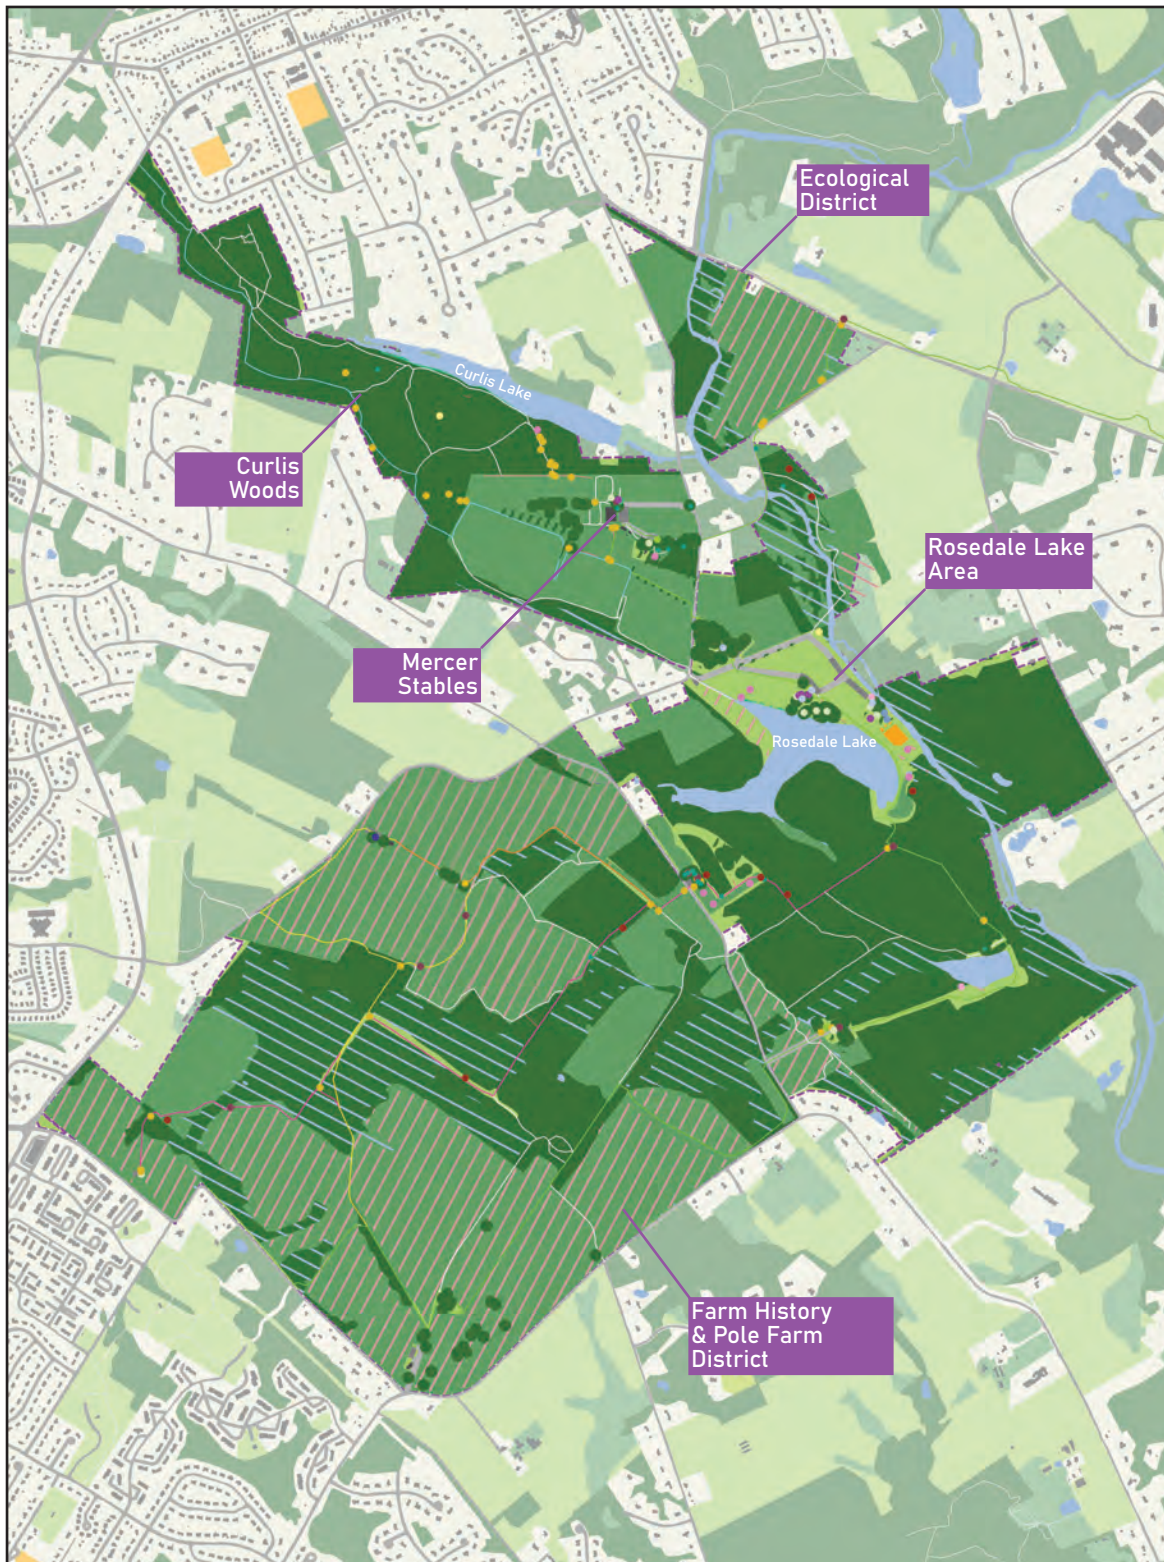 Ecological
District
Curlis Lake
Curlis
Woods
Rosedale Lake
Area
Mercer
Stables
Rosedale Lake
Farm History
& Pole Farm
District